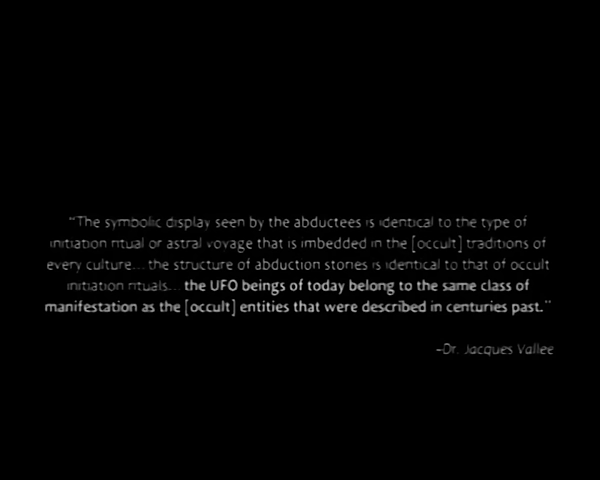 "The symbolic display seen by the abductees is identical to the type of
initiation ritual or astral voyage that is imbedded in the [occult] traditions of
every culture... the structure of abduction stories is identical to that of occult
initiation rituals... the UFO beings of today belong to the same class of
manifestation as the [occult] entities that were described in centuries past."
-Dr. Jacques Vallee